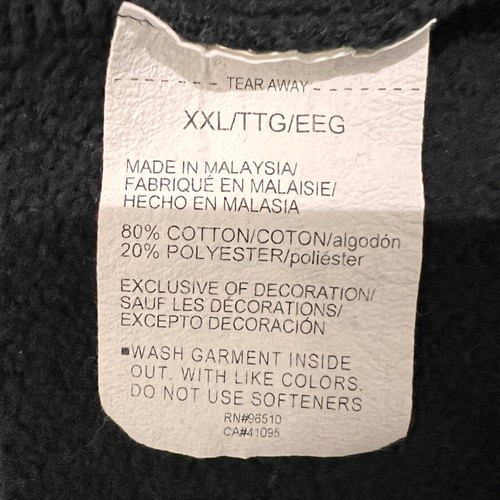 TEAR AWAY
XXL/TTG/EEG
MADE IN MALAYSIA/
FABRIQUÉ EN MALAISIE/
HECHO EN MALASIA
80% COTTON/COTON/algodón
20% POLYESTER/poliéster
EXCLUSIVE OF DECORATION/
SAUF LES DÉCORATIONS/
EXCEPTO DECORACIÓN
▪WASH GARMENT INSIDE
OUT. WITH LIKE COLORS.
DO NOT USE SOFTENERS
RN#96510
CA#41095